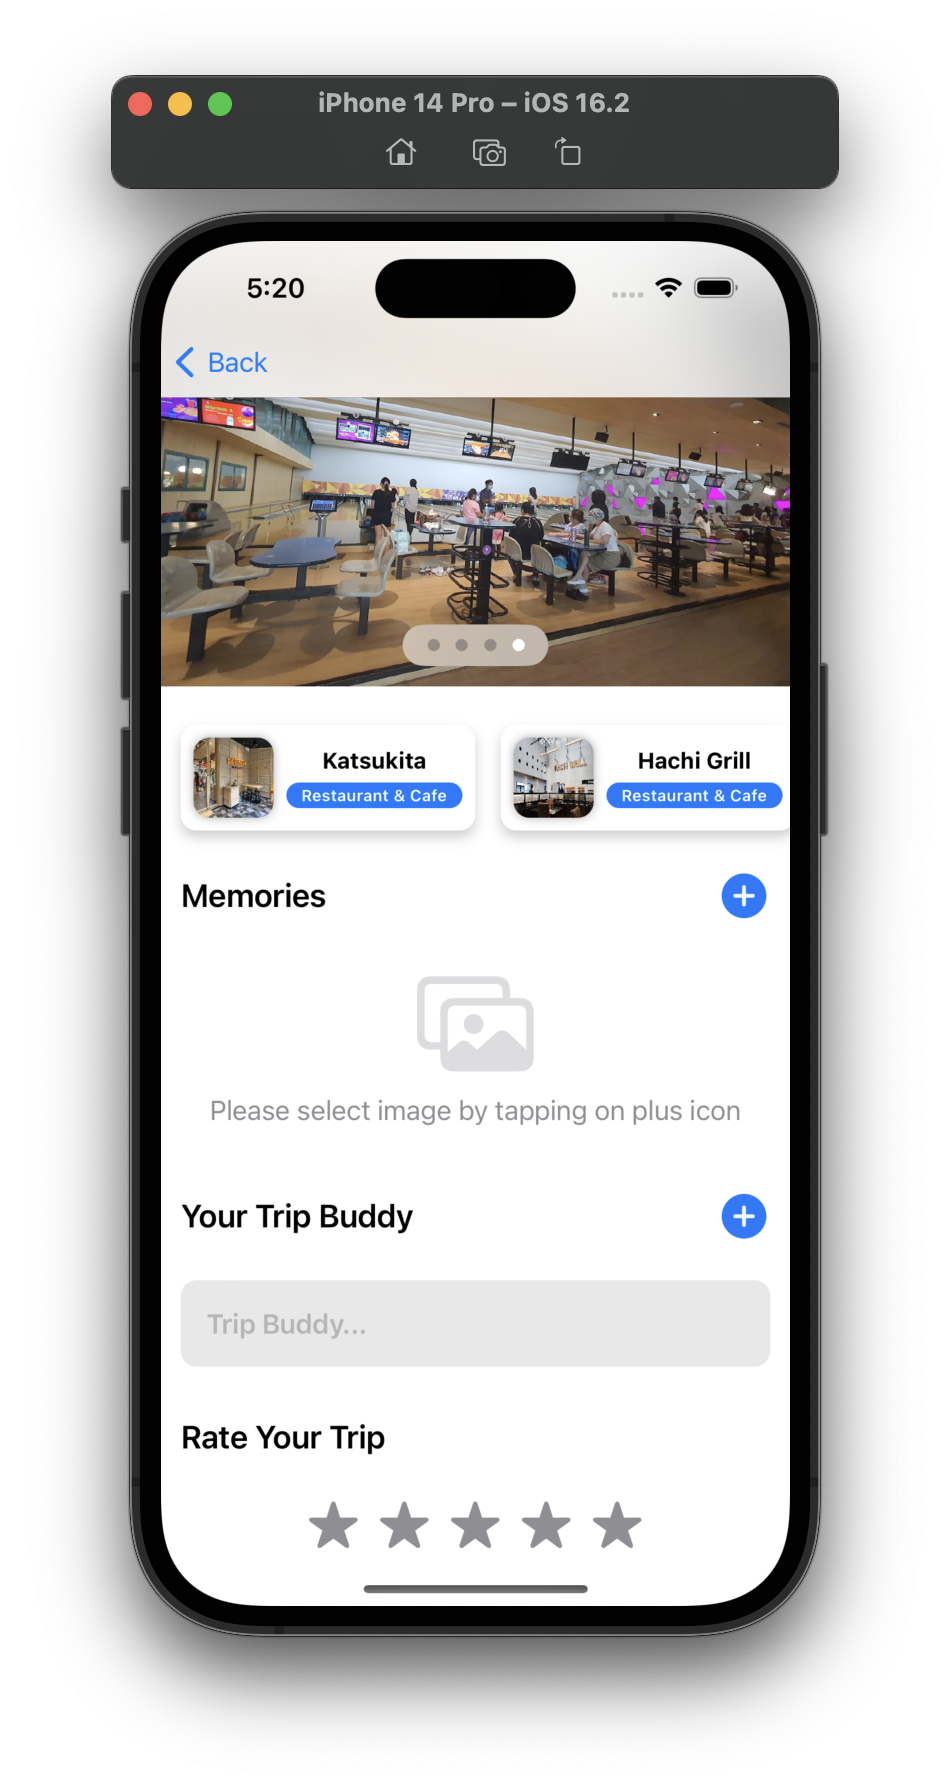 iPhone 14 Pro – iOS 16.2
5:20
Back
Katsukita
Restaurant & Cafe
Hachi Grill
Restaurant & Cafe
Memories
Please select image by tapping on plus icon
Your Trip Buddy
Trip Buddy...
Rate Your Trip